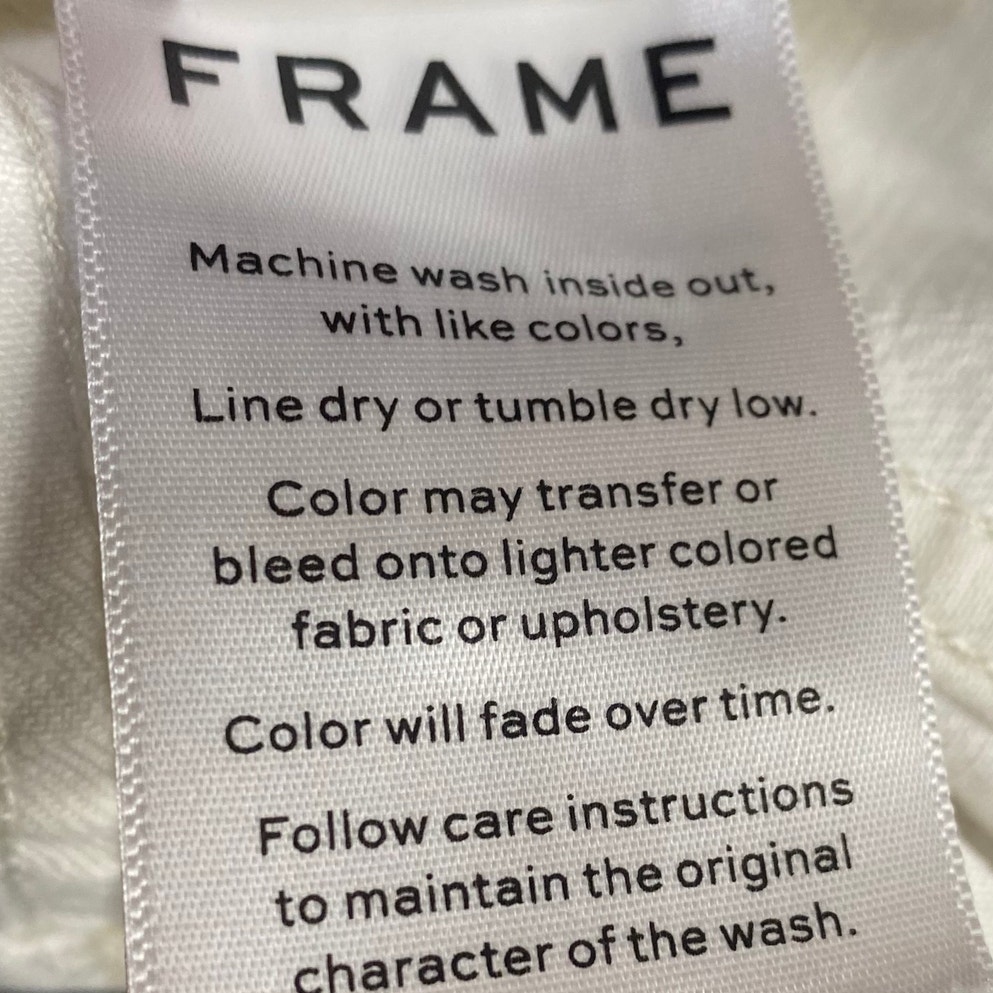 FRAME
Machine wash inside out,
with like colors,
Line dry or tumble dry low.
Color may transfer or
bleed onto lighter colored
fabric or upholstery.
Color will fade over time.
Follow care instructions
to maintain the original
character of the wash.